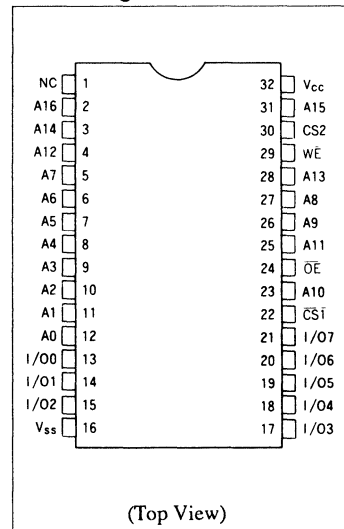 NC 1 32 Vcc
A16 2 31 A15
A14 3 30 CS2
A12 4 29 W̅E̅
A7 5 28 A13
A6 6 27 A8
A5 7 26 A9
A4 8 25 A11
A3 9 24 O̅E̅
A2 10 23 A10
A1 11 22 C̅S̅1̅
A0 12 21 I/O7
I/O0 13 20 I/O6
I/O1 14 19 I/O5
I/O2 15 18 I/O4
Vss 16 17 I/O3
(Top View)